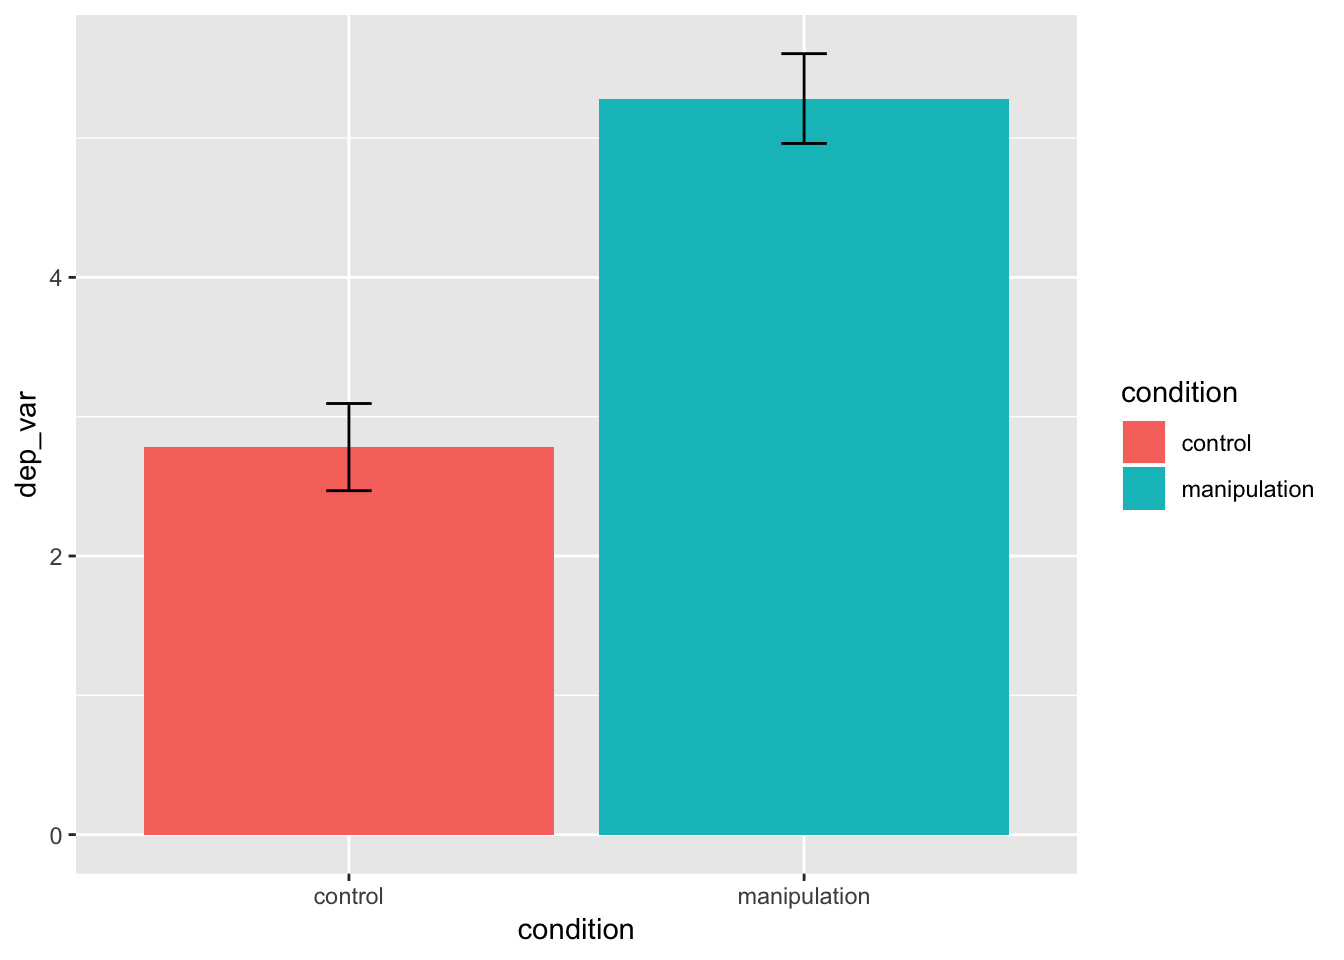 dep_var
4
2
0
control
manipulation
condition
condition
control
manipulation